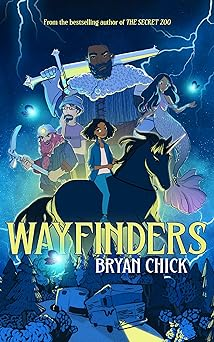 From the bestselling author of THE SECRET ZOO
WAYFINDERS
BRYAN CHICK